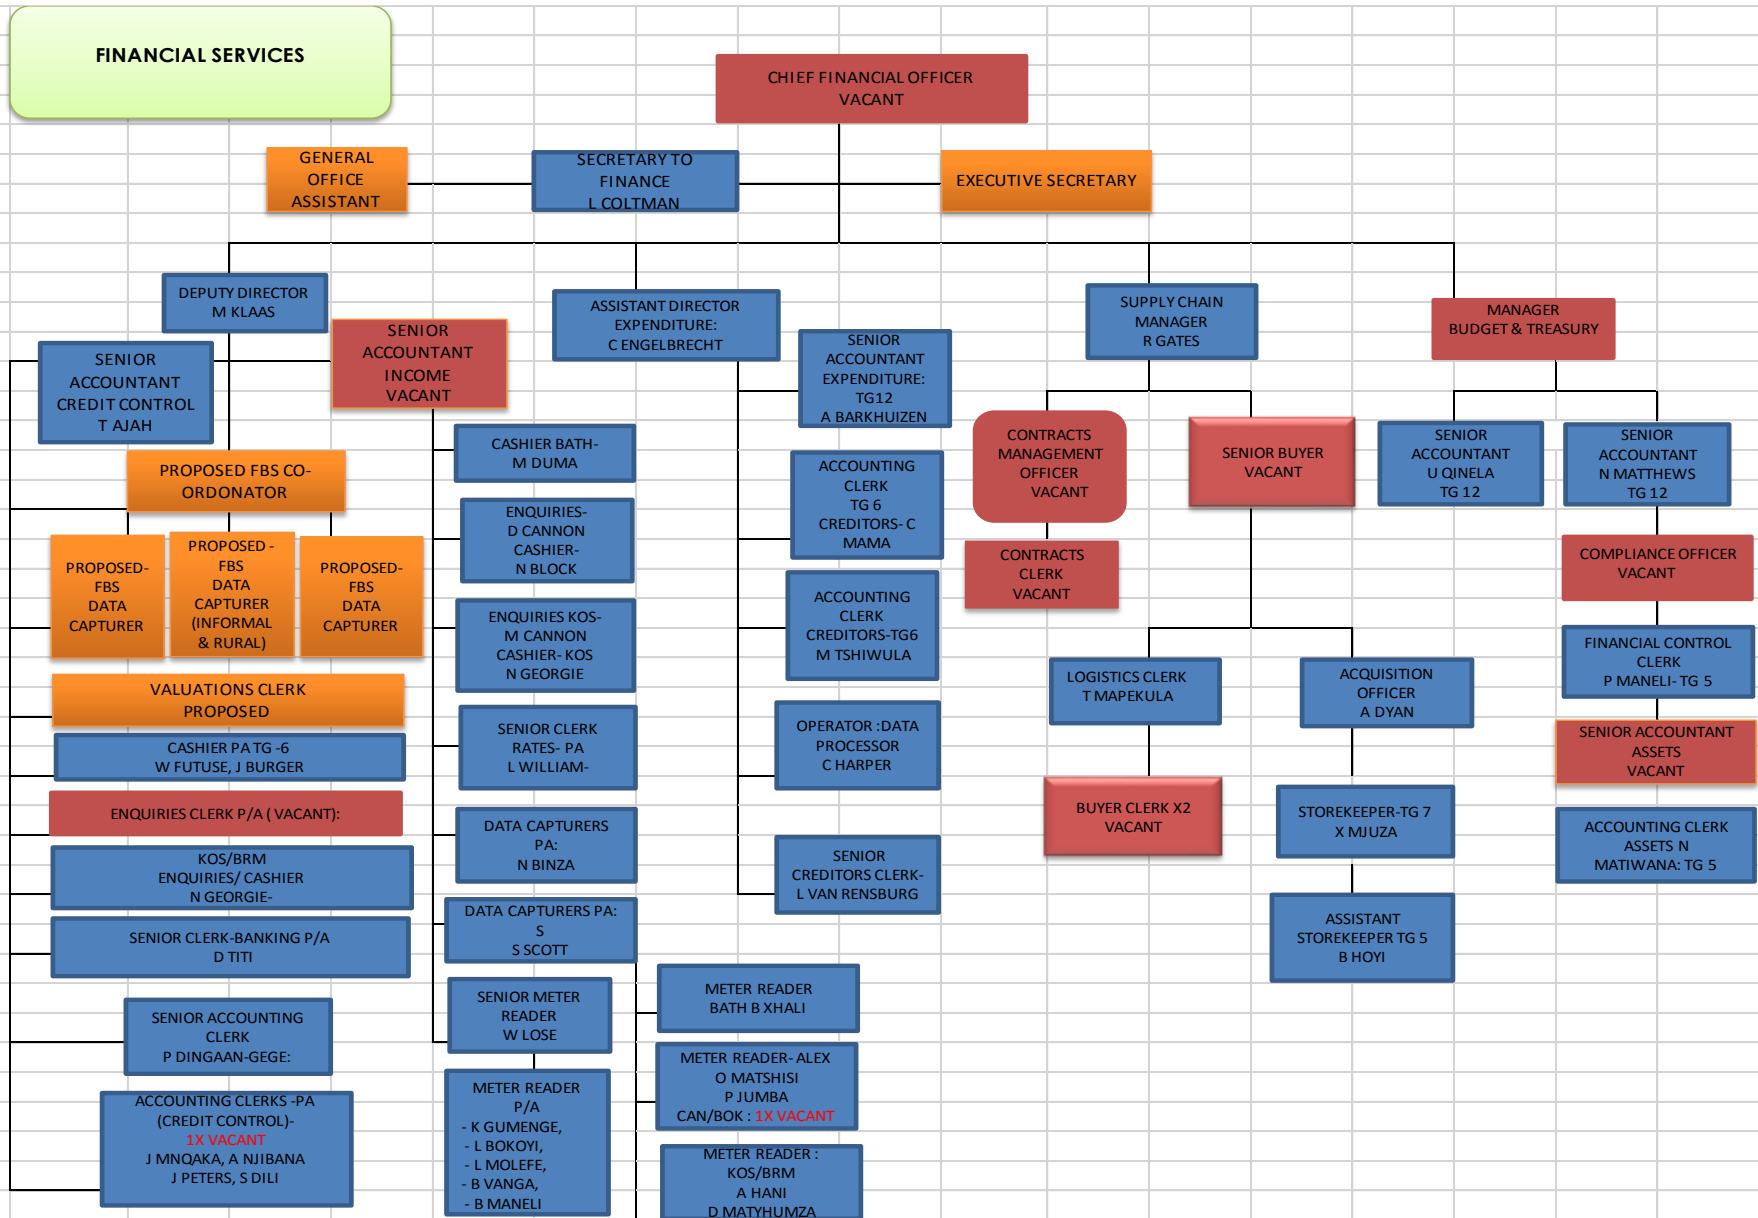 FINANCIAL SERVICES
CHIEF FINANCIAL OFFICER
VACANT
GENERAL
OFFICE
ASSISTANT
SECRETARY TO
FINANCE
L COLTMAN
EXECUTIVE SECRETARY
DEPUTY DIRECTOR
M KLAAS
ASSISTANT DIRECTOR
EXPENDITURE:
C ENGELBRECHT
SUPPLY CHAIN
MANAGER
R GATES
MANAGER
BUDGET & TREASURY
SENIOR
ACCOUNTANT
CREDIT CONTROL
T AJAH
SENIOR
ACCOUNTANT
INCOME
VACANT
PROPOSED FBS CO-
ORDONATOR
PROPOSED-
FBS
DATA
CAPTURER
PROPOSED -
FBS
DATA
CAPTURER
(INFORMAL
& RURAL)
PROPOSED-
FBS
DATA
CAPTURER
VALUATIONS CLERK
PROPOSED
CASHIER PA TG -6
W FUTUSE, J BURGER
ENQUIRIES CLERK P/A ( VACANT):
KOS/BRM
ENQUIRIES/ CASHIER
N GEORGIE-
SENIOR CLERK-BANKING P/A
D TITI
SENIOR ACCOUNTING
CLERK
P DINGAAN-GEGE:
ACCOUNTING CLERKS -PA
(CREDIT CONTROL)-
1X VACANT
J MNQAKA, A NJIBANA
J PETERS, S DILI
CASHIER BATH-
M DUMA
ENQUIRIES-
D CANNON
CASHIER-
N BLOCK
ENQUIRIES KOS-
M CANNON
CASHIER- KOS
N GEORGIE
SENIOR CLERK
RATES- PA
L WILLIAM-
DATA CAPTURERS
PA:
N BINZA
DATA CAPTURERS PA:
S
S SCOTT
SENIOR METER
READER
W LOSE
METER READER
P/A
- K GUMENGE,
- L BOKOYI,
- L MOLEFE,
- B VANGA,
- B MANELI
METER READER
BATH B XHALI
METER READER- ALEX
O MATSHISI
P JUMBA
CAN/BOK : 1X VACANT
METER READER :
KOS/BRM
A HANI
D MATYHUMZA
SENIOR
ACCOUNTANT
EXPENDITURE:
TG12
A BARKHUIZEN
ACCOUNTING
CLERK
TG 6
CREDITORS- C
MAMA
ACCOUNTING
CLERK
CREDITORS-TG6
M TSHIWULA
OPERATOR :DATA
PROCESSOR
C HARPER
SENIOR
CREDITORS CLERK-
L VAN RENSBURG
CONTRACTS
MANAGEMENT
OFFICER
VACANT
CONTRACTS
CLERK
VACANT
SENIOR BUYER
VACANT
LOGISTICS CLERK
T MAPEKULA
BUYER CLERK X2
VACANT
ACQUISITION
OFFICER
A DYAN
STOREKEEPER-TG 7
X MJUZA
ASSISTANT
STOREKEEPER TG 5
B HOYI
SENIOR
ACCOUNTANT
U QINELA
TG 12
SENIOR
ACCOUNTANT
N MATTHEWS
TG 12
COMPLIANCE OFFICER
VACANT
FINANCIAL CONTROL
CLERK
P MANELI- TG 5
SENIOR ACCOUNTANT
ASSETS
VACANT
ACCOUNTING CLERK
ASSETS N
MATIWANA: TG 5